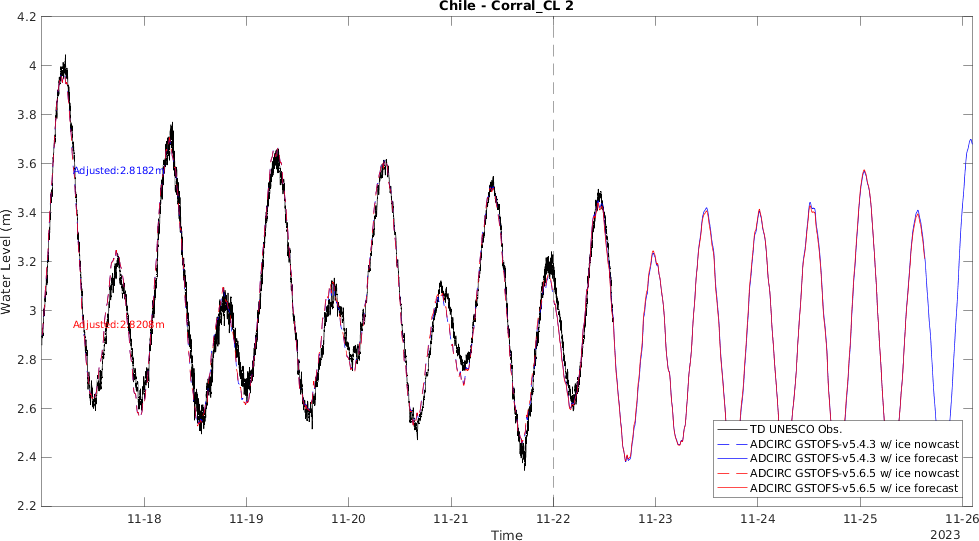 Chile - Corral_CL 2
4.2
4
3.8
3.6
3.4
3.2
3
2.8
2.6
2.4
2.2
Water Level (m)
Adjusted:2.8182m
Adjusted:2.8208m
TD UNESCO Obs.
ADCIRC GSTOFS-v5.4.3 w/ ice nowcast
ADCIRC GSTOFS-v5.4.3 w/ ice forecast
ADCIRC GSTOFS-v5.6.5 w/ ice nowcast
ADCIRC GSTOFS-v5.6.5 w/ ice forecast
11-18 11-19 11-20 11-21 11-22 11-23 11-24 11-25 11-26
Time
2023